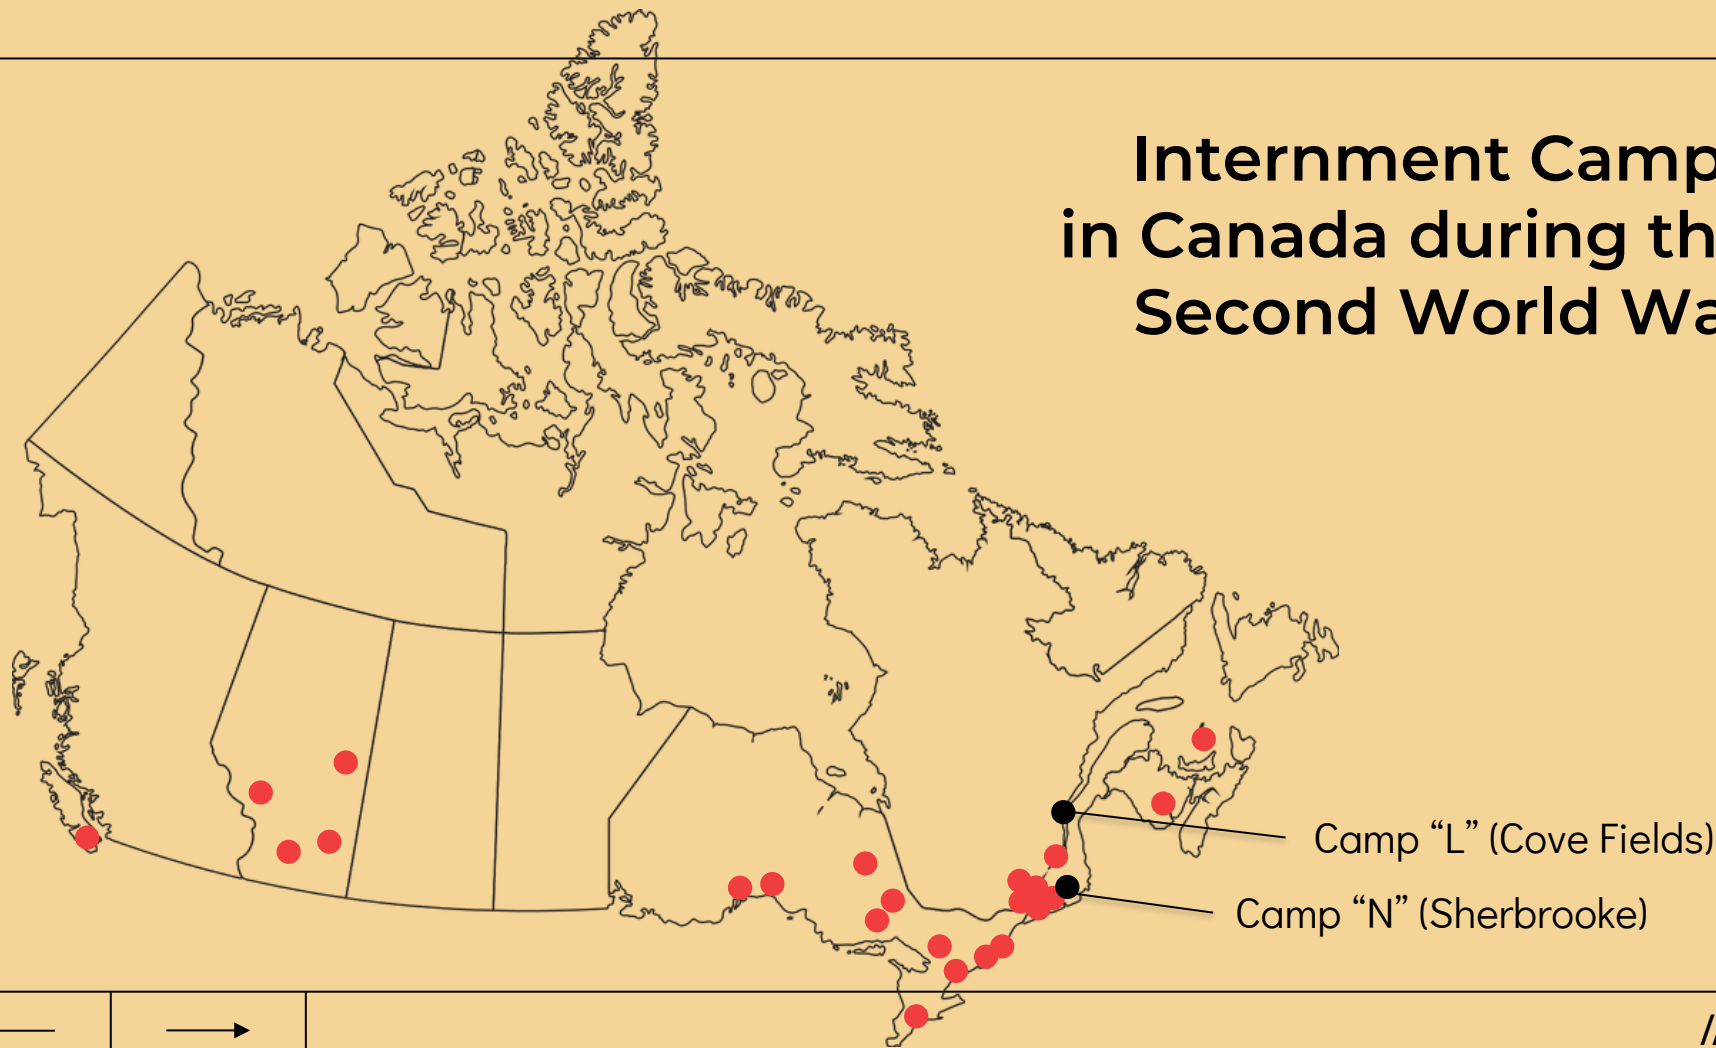 Internment Camp
in Canada during th
Second World Wa
Camp “L” (Cove Fields)
Camp “N” (Sherbrooke)